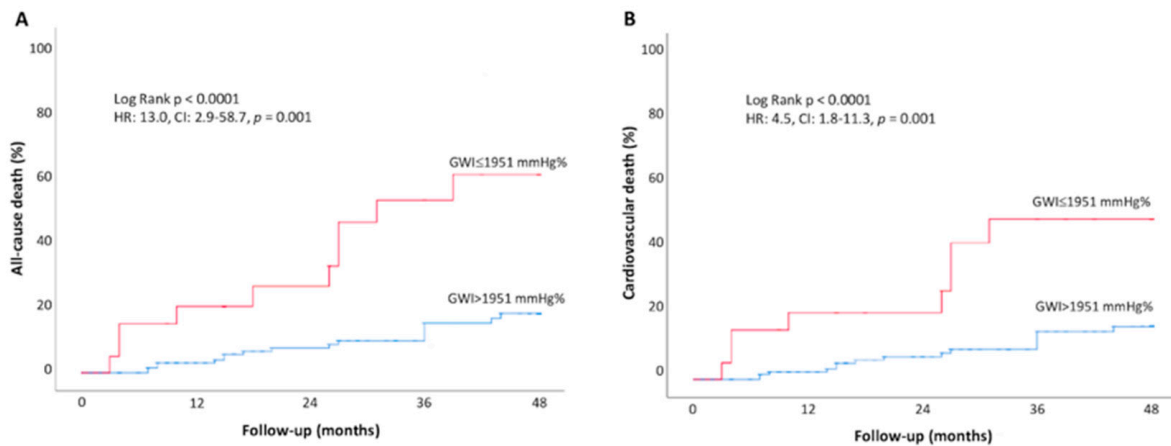 A
All-cause death (%)
100
80
60
40
20
0
Log Rank p < 0.0001
HR: 13.0, CI: 2.9-58.7, p = 0.001
GWI≤1951 mmHg%
GWI>1951 mmHg%
0 12 24 36 48
Follow-up (months)
B
Cardiovascular death (%)
100
80
60
40
20
0
Log Rank p < 0.0001
HR: 4.5, CI: 1.8-11.3, p = 0.001
GWI≤1951 mmHg%
GWI>1951 mmHg%
0 12 24 36 48
Follow-up (months)